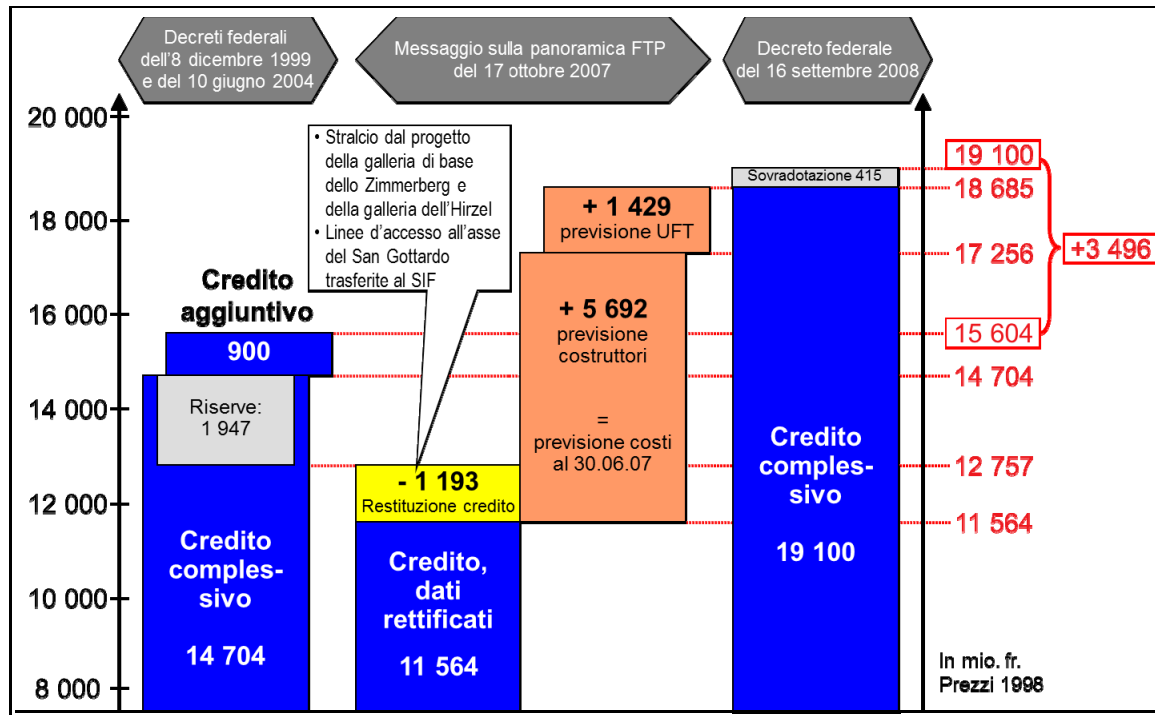 Decreti federali
dell'8 dicembre 1999
e del 10 giugno 2004
Messaggio sulla panoramica FTP
del 17 ottobre 2007
Decreto federale
del 16 settembre 2008
20 000
18 000
16 000
14 000
12 000
10 000
8 000
• Stralcio dal progetto
della galleria di base
dello Zimmerberg e
della galleria dell'Hirzel
• Linee d'accesso all'asse
del San Gottardo
trasferite al SIF
Credito
aggiuntivo
900
Riserve:
1 947
Credito
comples-
sivo
14 704
- 1 193
Restituzione credito
Credito,
dati
rettificati
11 564
+ 1 429
previsione UFT
+ 5 692
previsione
costruttori
=
previsione costi
al 30.06.07
Sovradotazione 415
Credito
comples-
sivo
19 100
19 100
18 685
17 256
+3 496
15 604
14 704
12 757
11 564
In mio. fr.
Prezzi 1998